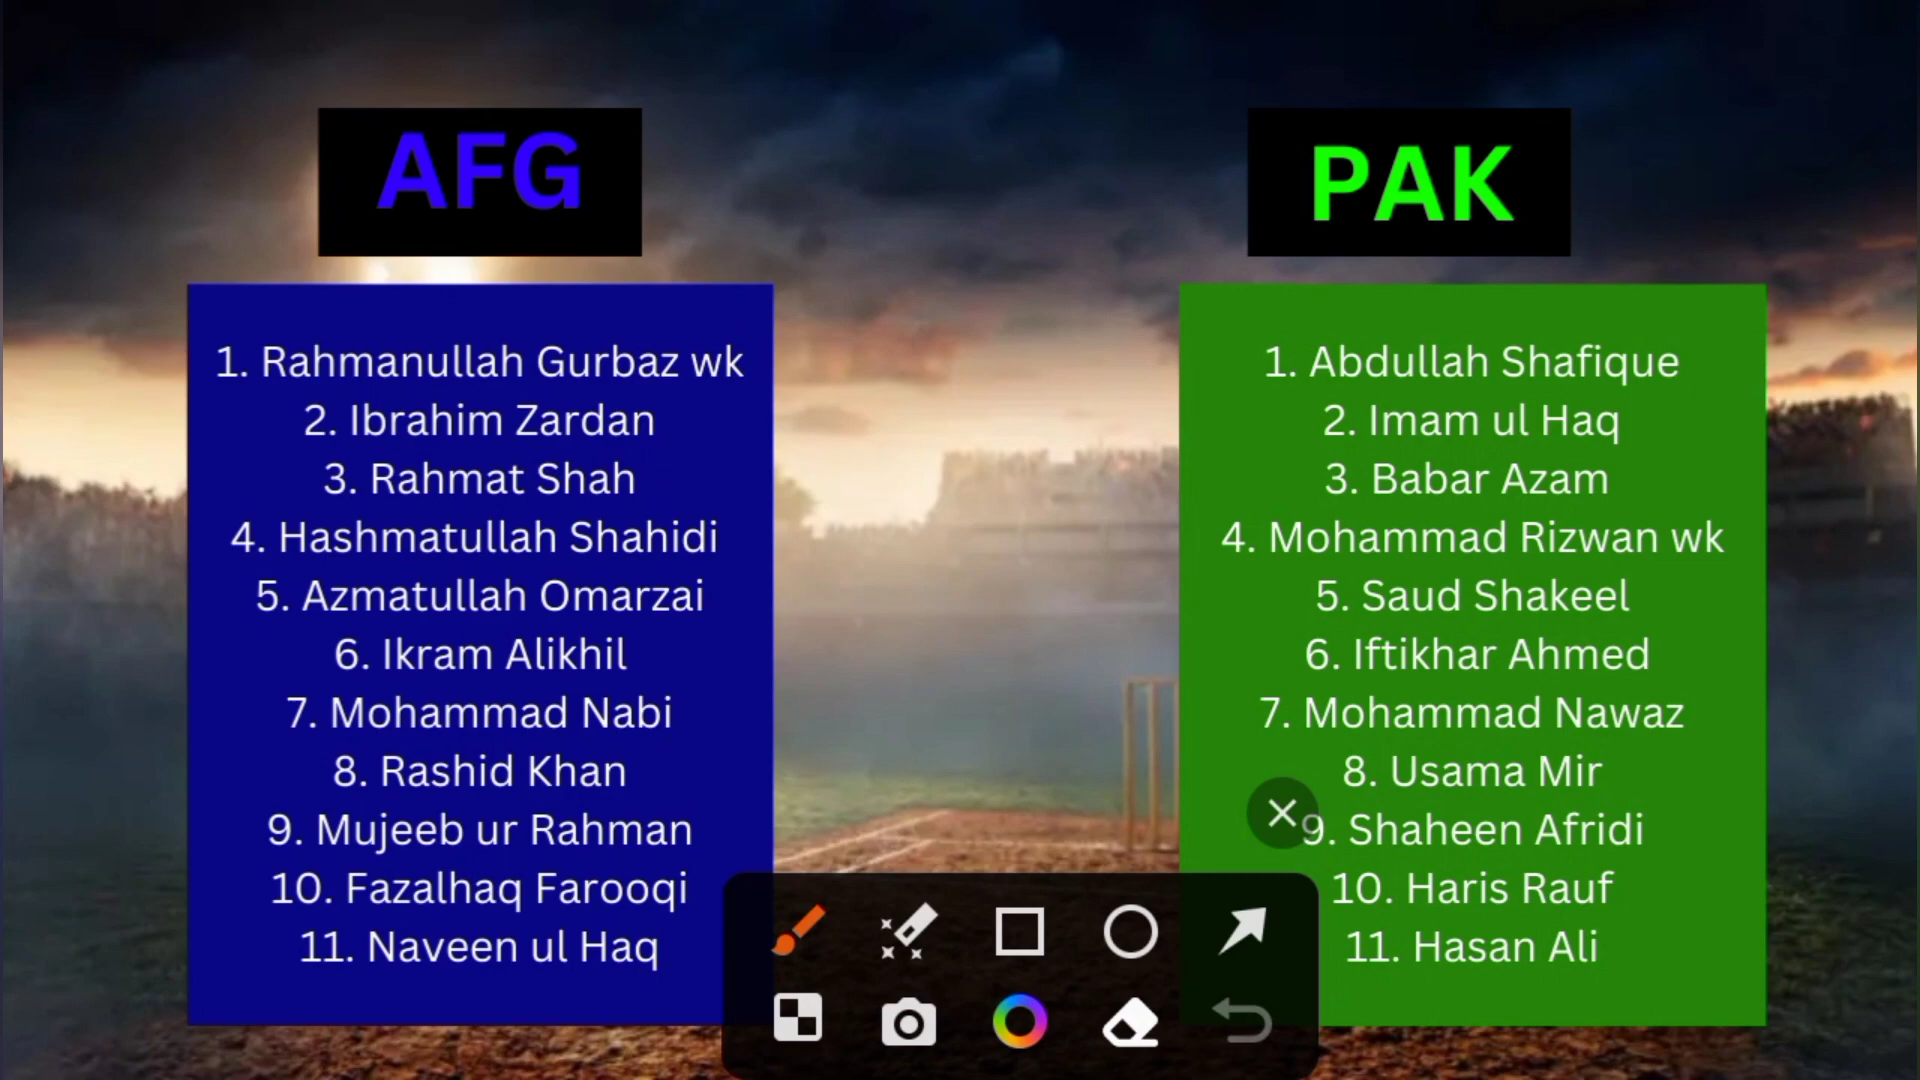 AFG
1. Rahmanullah Gurbaz wk
2. Ibrahim Zardan
3. Rahmat Shah
4. Hashmatullah Shahidi
5. Azmatullah Omarzai
6. Ikram Alikhil
7. Mohammad Nabi
8. Rashid Khan
9. Mujeeb ur Rahman
10. Fazalhaq Farooqi
11. Naveen ul Haq
PAK
1. Abdullah Shafique
2. Imam ul Haq
3. Babar Azam
4. Mohammad Rizwan wk
5. Saud Shakeel
6. Iftikhar Ahmed
7. Mohammad Nawaz
8. Usama Mir
9. Shaheen Afridi
10. Haris Rauf
11. Hasan Ali